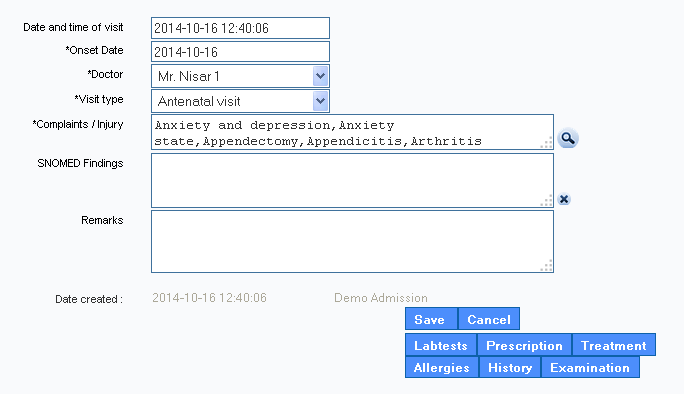 Date and time of visit 2014-10-16 12:40:06
*Onset Date 2014-10-16
*Doctor Mr. Nisar 1
*Visit type Antenatal visit
*Complaints / Injury Anxiety and depression,Anxiety
state,Appendectomy,Appendicitis,Arthritis
SNOMED Findings
Remarks
Date created : 2014-10-16 12:40:06 Demo Admission
Save Cancel
Labtests Prescription Treatment
Allergies History Examination